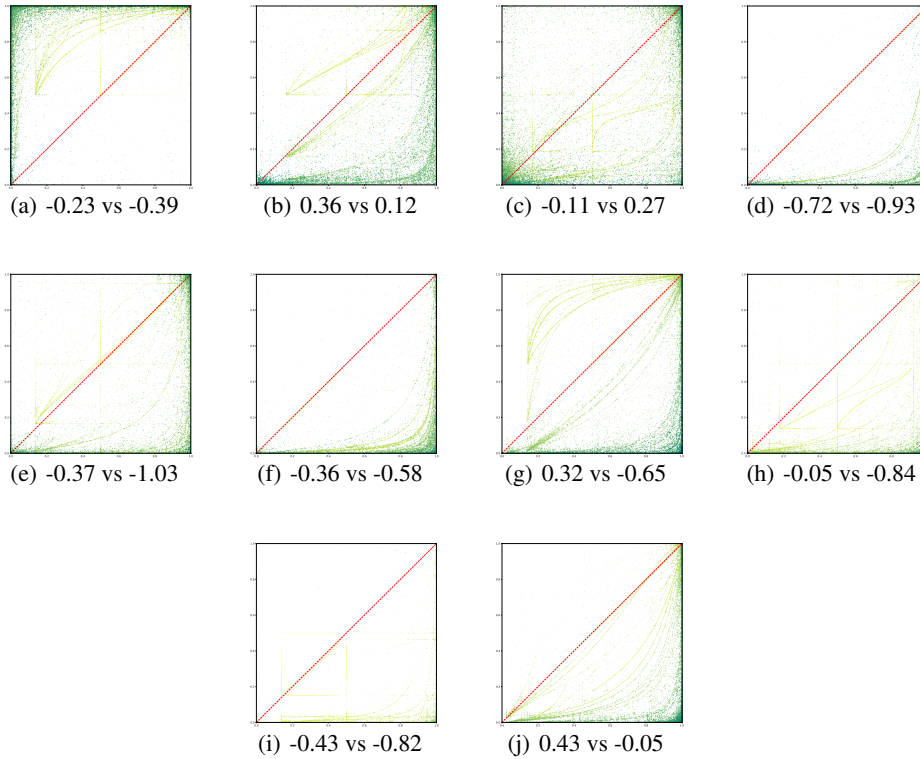 (a) -0.23 vs -0.39
(b) 0.36 vs 0.12
(c) -0.11 vs 0.27
(d) -0.72 vs -0.93
(e) -0.37 vs -1.03
(f) -0.36 vs -0.58
(g) 0.32 vs -0.65
(h) -0.05 vs -0.84
(i) -0.43 vs -0.82
(j) 0.43 vs -0.05